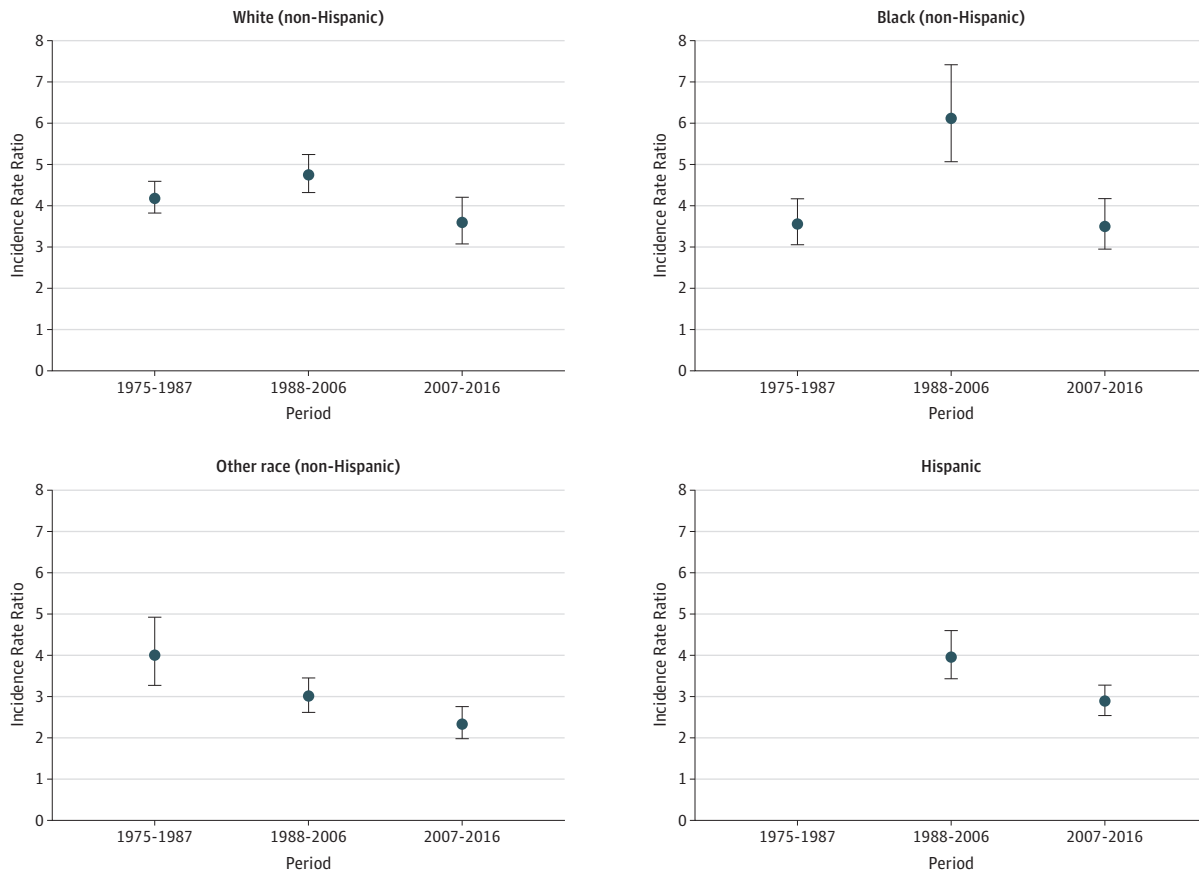 White (non-Hispanic)
Incidence Rate Ratio
8
7
6
5
4
3
2
1
0
1975-1987 1988-2006 2007-2016
Period
Black (non-Hispanic)
Incidence Rate Ratio
8
7
6
5
4
3
2
1
0
1975-1987 1988-2006 2007-2016
Period
Other race (non-Hispanic)
Incidence Rate Ratio
8
7
6
5
4
3
2
1
0
1975-1987 1988-2006 2007-2016
Period
Hispanic
Incidence Rate Ratio
8
7
6
5
4
3
2
1
0
1975-1987 1988-2006 2007-2016
Period